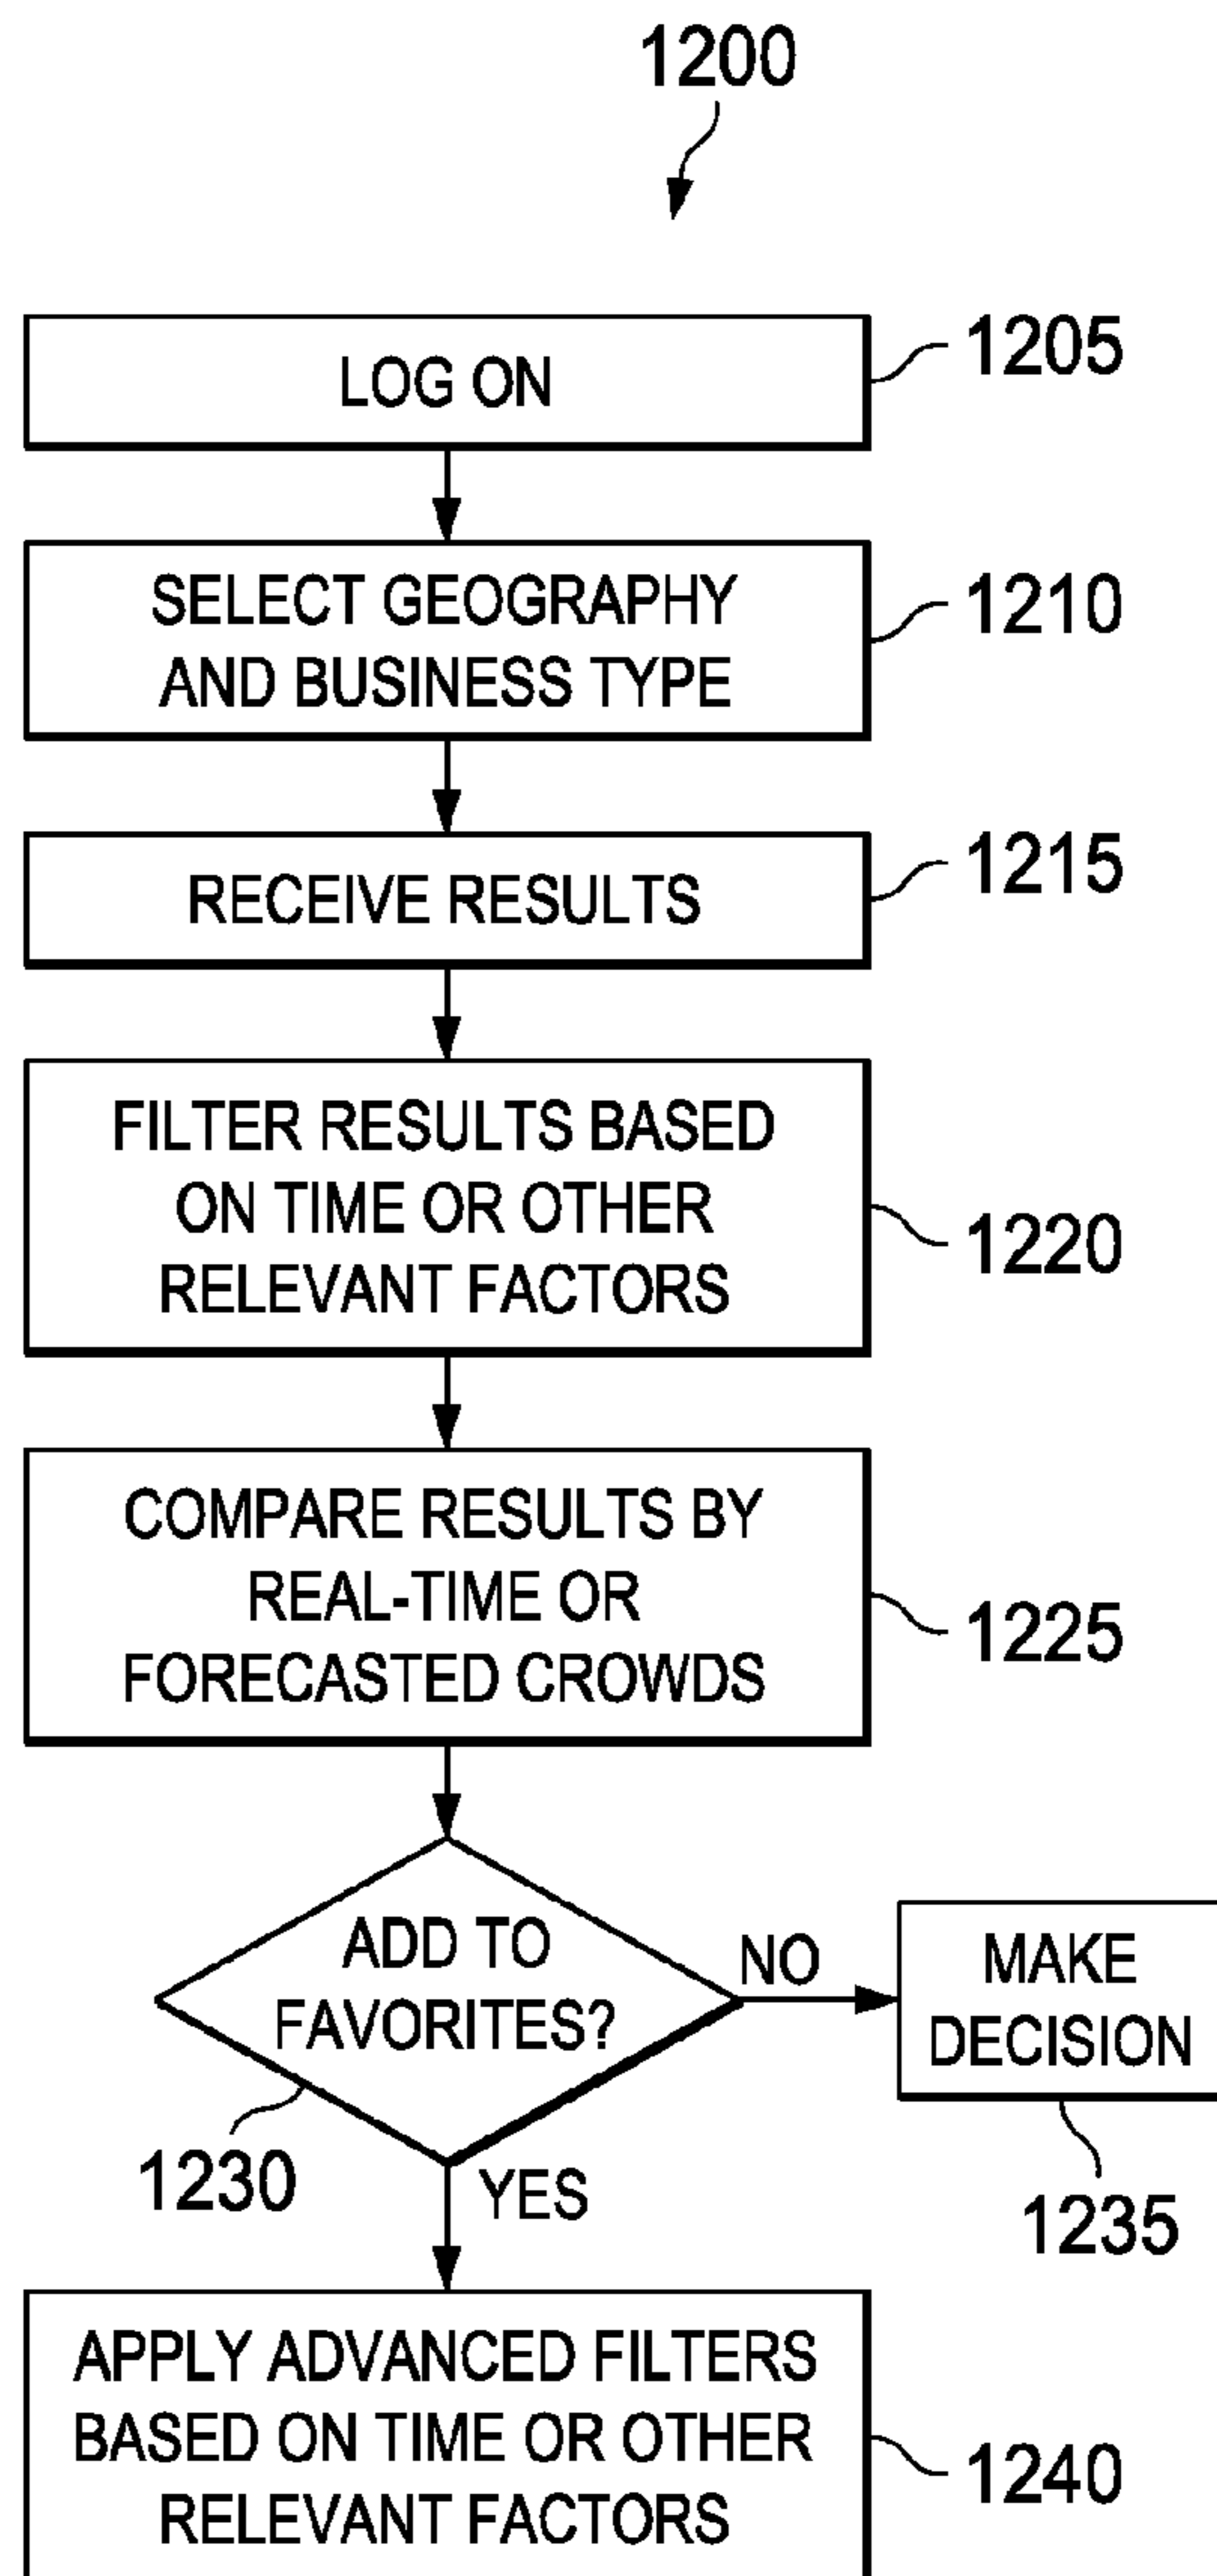 1200
LOG ON
1205
SELECT GEOGRAPHY
AND BUSINESS TYPE
1210
RECEIVE RESULTS
1215
FILTER RESULTS BASED
ON TIME OR OTHER
RELEVANT FACTORS
1220
COMPARE RESULTS BY
REAL-TIME OR
FORECASTED CROWDS
1225
ADD TO
FAVORITES?
1230
NO
MAKE
DECISION
1235
YES
APPLY ADVANCED FILTERS
BASED ON TIME OR OTHER
RELEVANT FACTORS
1240